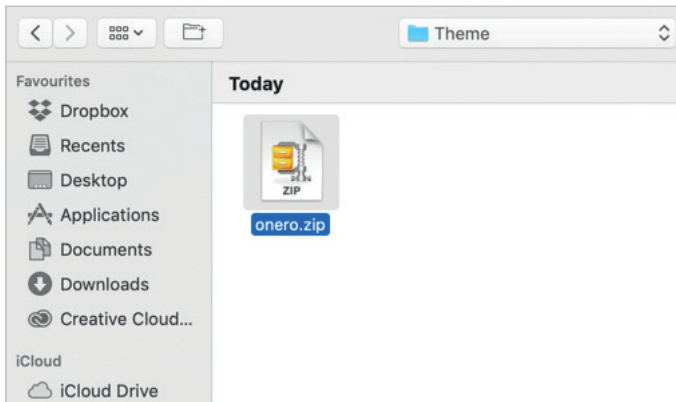 Theme
Favourites
Dropbox
Recents
Desktop
Applications
Documents
Downloads
Creative Cloud...
iCloud
iCloud Drive
Today
ZIP
onero.zip